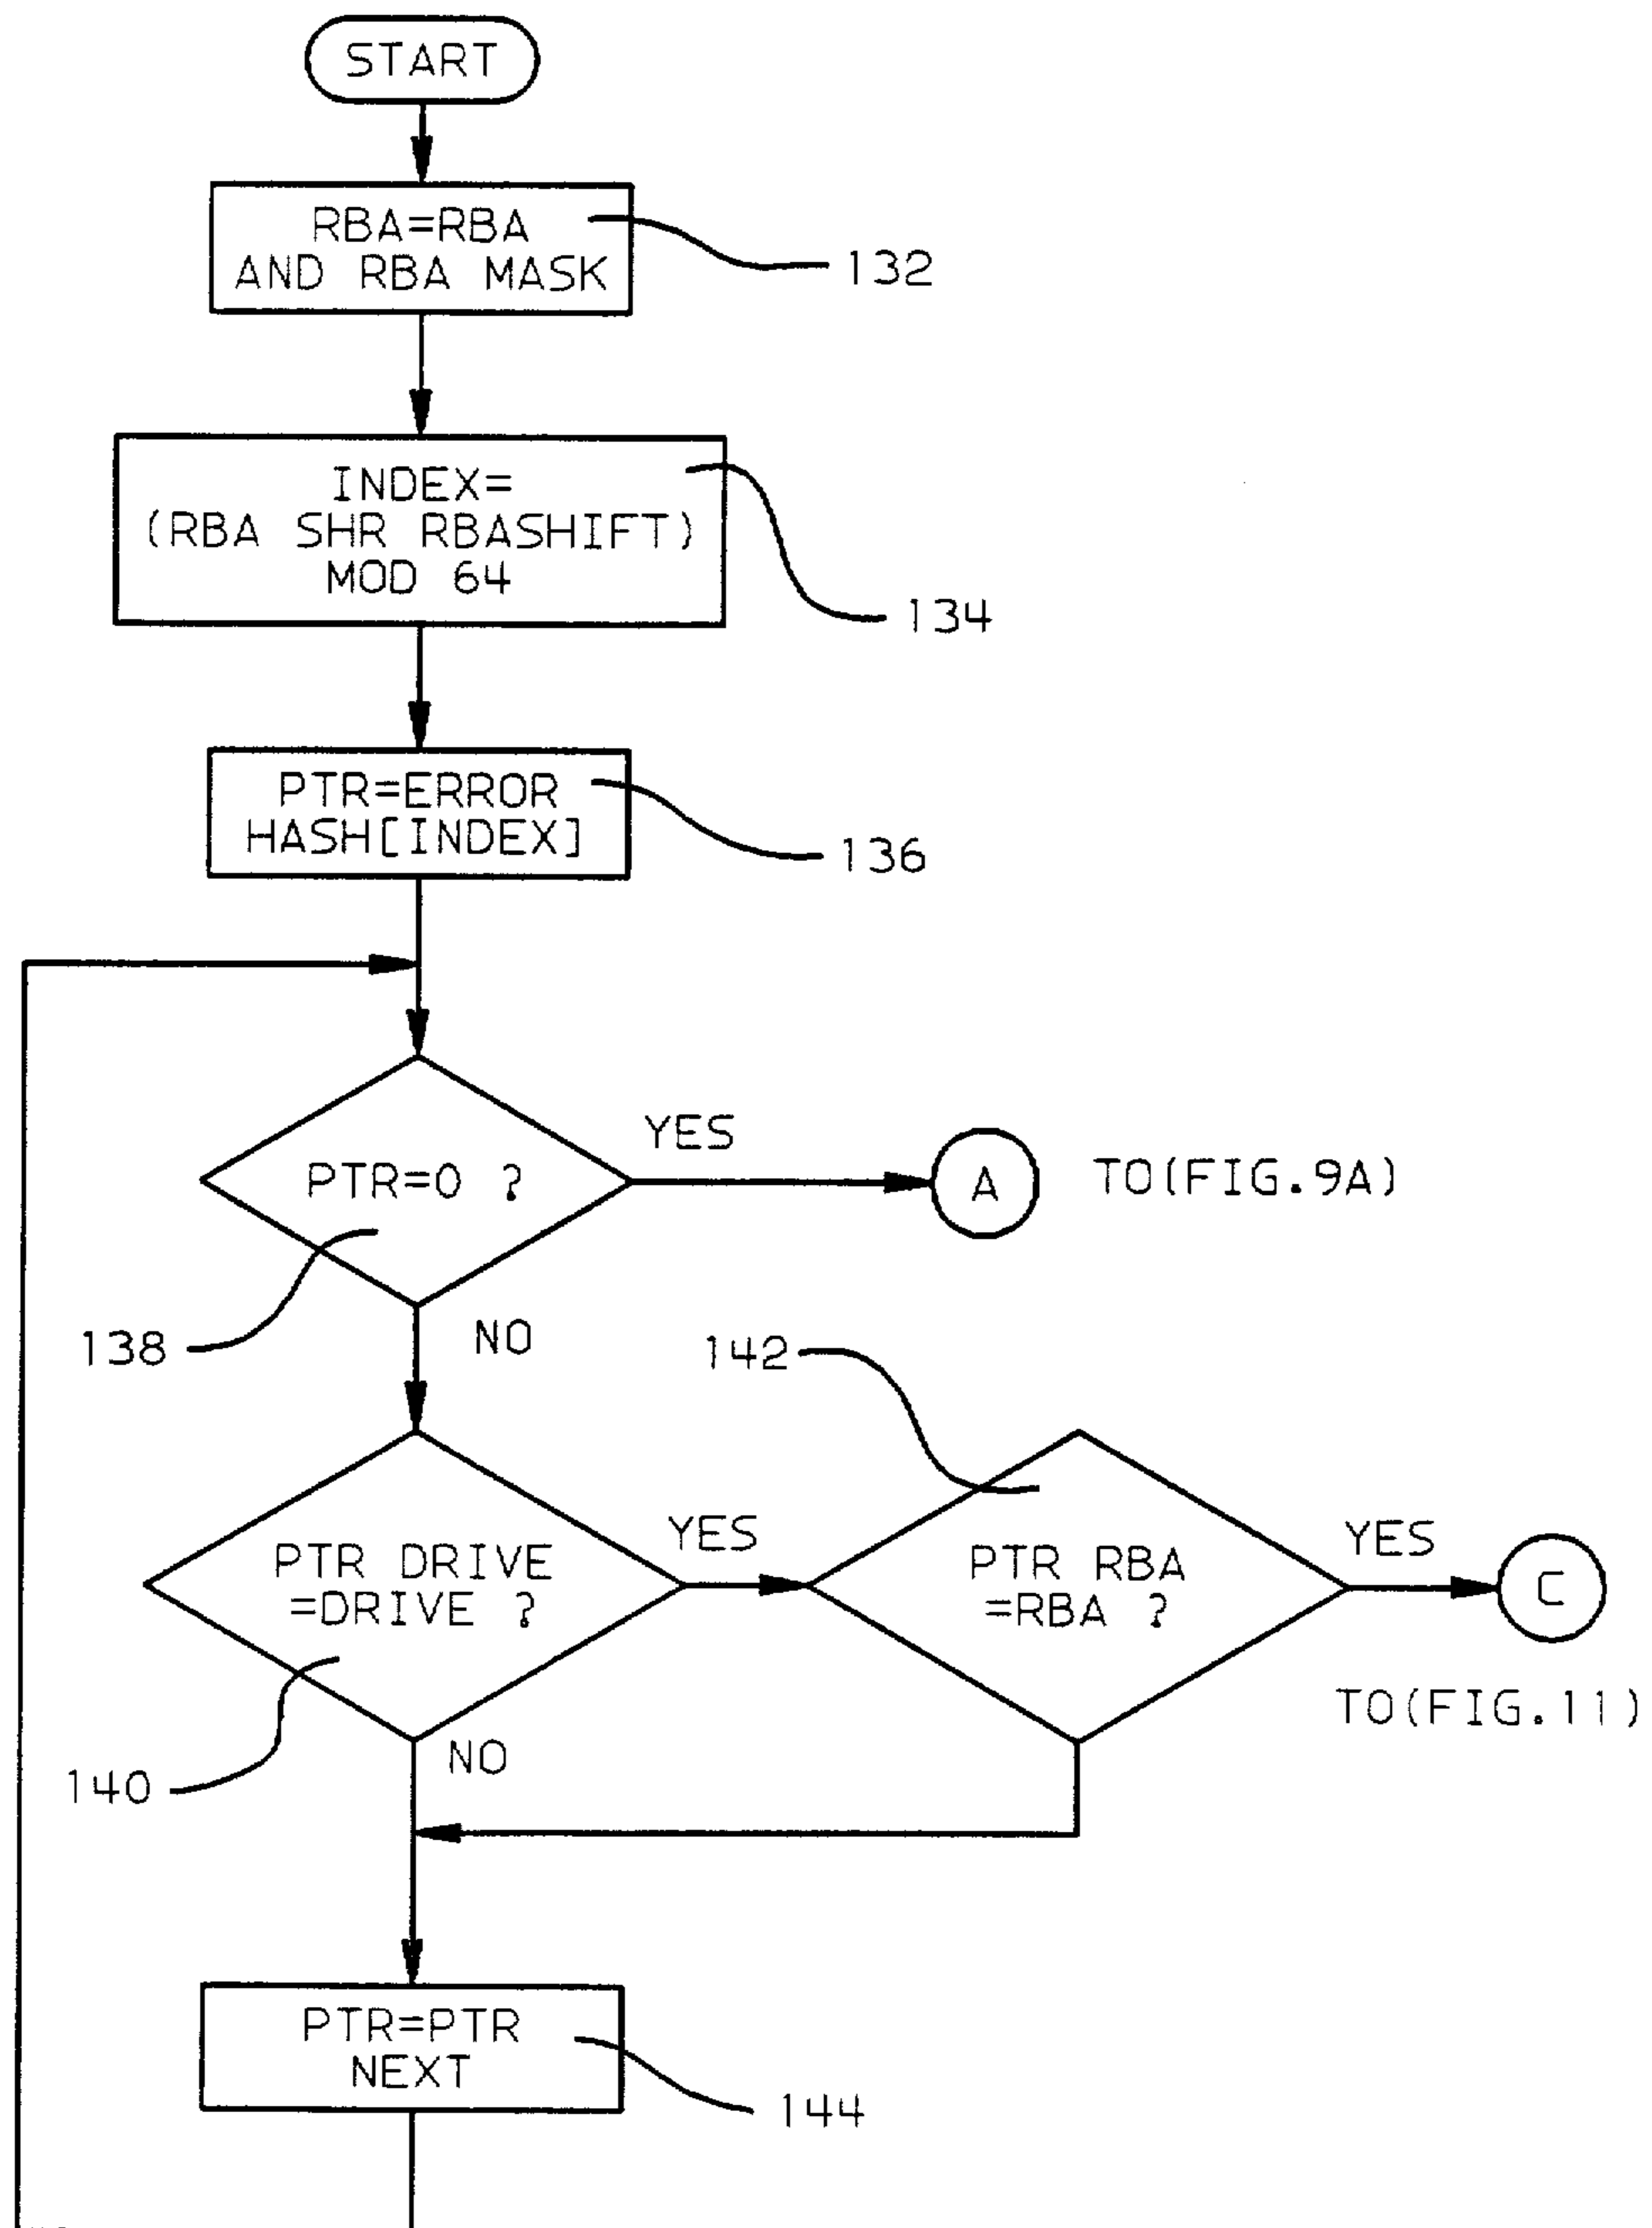 START
RBA=RBA
AND RBA MASK
132
INDEX=
(RBA SHR RBASHIFT)
MOD 64
134
PTR=ERROR
HASH[INDEX]
136
YES
PTR=0 ?
A
TO(FIG.9A)
138
NO
142
YES
YES
PTR DRIVE
=DRIVE ?
PTR RBA
=RBA ?
C
TO(FIG.11)
140
NO
PTR=PTR
NEXT
144